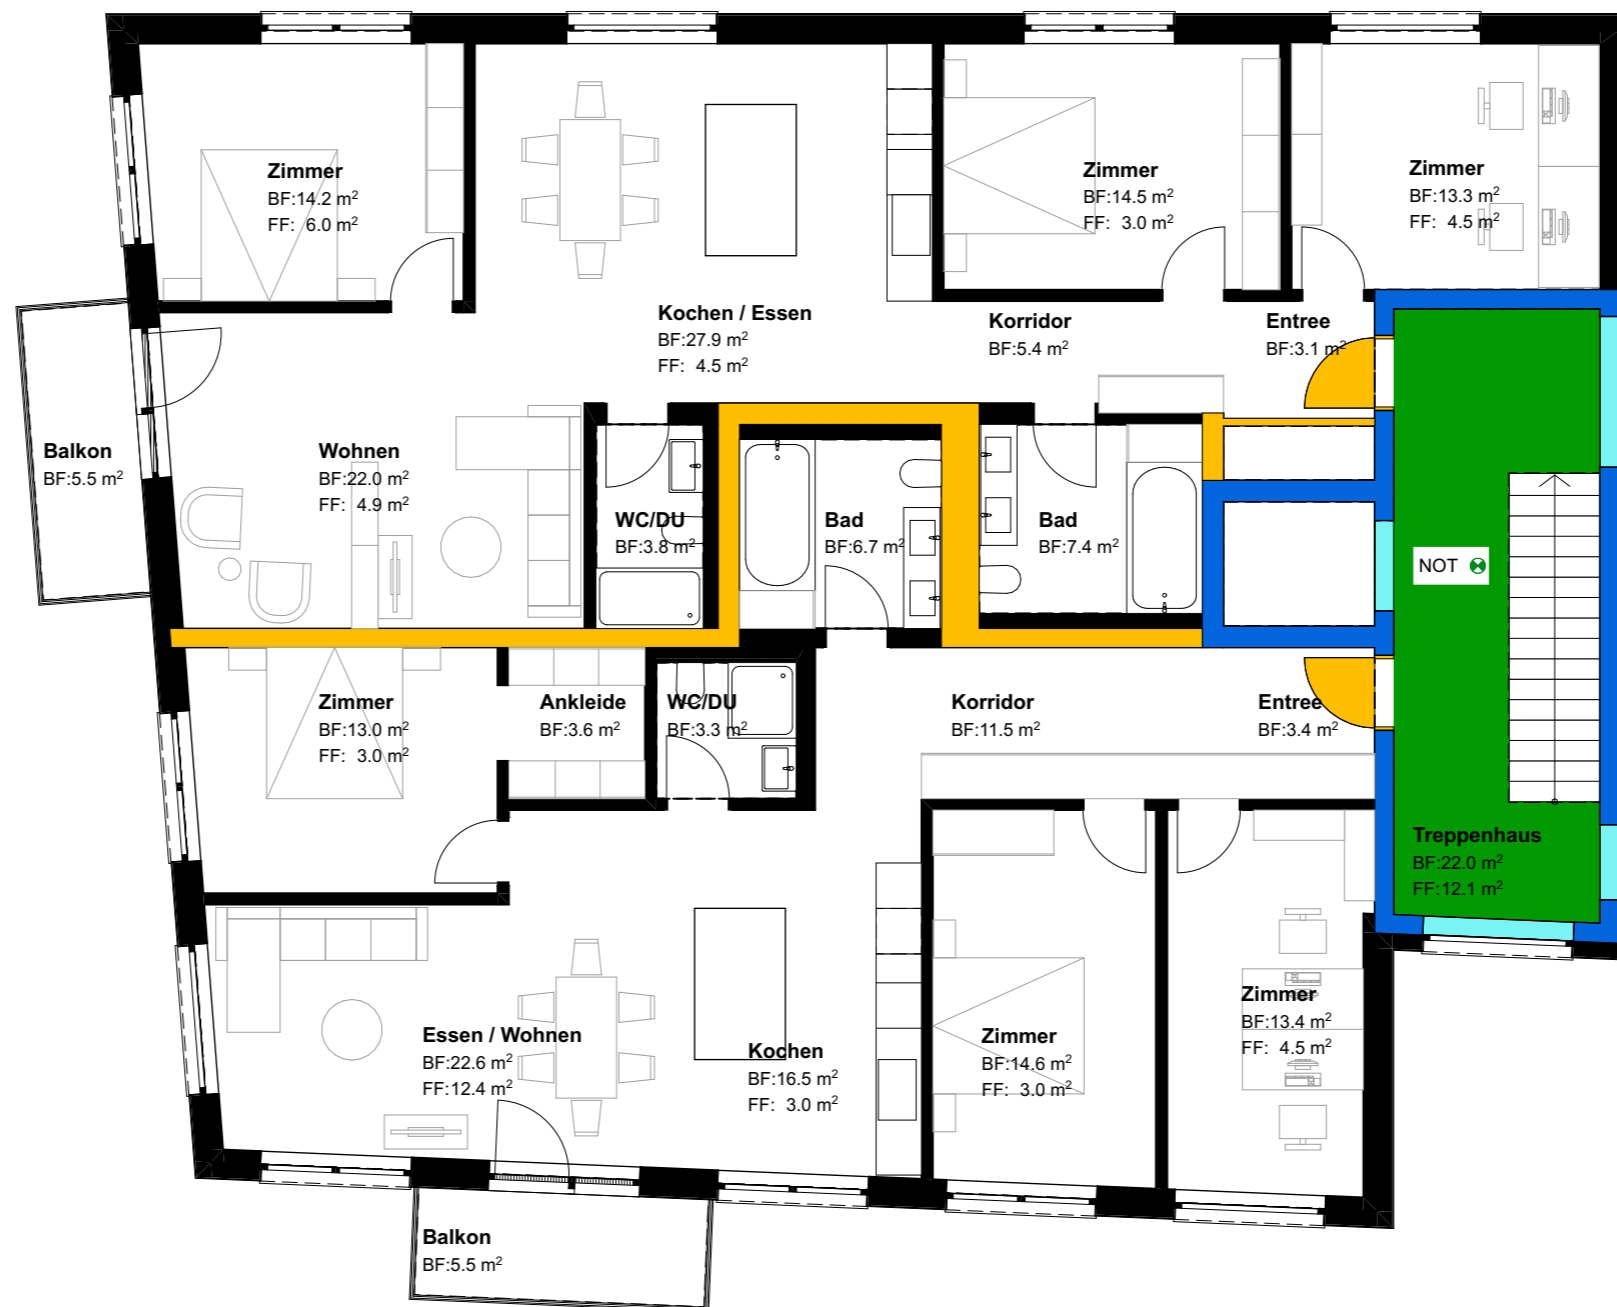 Zimmer
BF:14.2 m²
FF: 6.0 m²
Kochen / Essen
BF:27.9 m²
FF: 4.5 m²
Zimmer
BF:14.5 m²
FF: 3.0 m²
Zimmer
BF:13.3 m²
FF: 4.5 m²
Korridor
BF:5.4 m²
Entree
BF:3.1 m²
Balkon
BF:5.5 m²
Wohnen
BF:22.0 m²
FF: 4.9 m²
WC/DU
BF:3.8 m²
Bad
BF:6.7 m²
Bad
BF:7.4 m²
NOT
Zimmer
BF:13.0 m²
FF: 3.0 m²
Ankleide
BF:3.6 m²
WC/DU
BF:3.3 m²
Korridor
BF:11.5 m²
Entree
BF:3.4 m²
Treppenhaus
BF:22.0 m²
FF:12.1 m²
Essen / Wohnen
BF:22.6 m²
FF:12.4 m²
Kochen
BF:16.5 m²
FF: 3.0 m²
Zimmer
BF:14.6 m²
FF: 3.0 m²
Zimmer
BF:13.4 m²
FF: 4.5 m²
Balkon
BF:5.5 m²